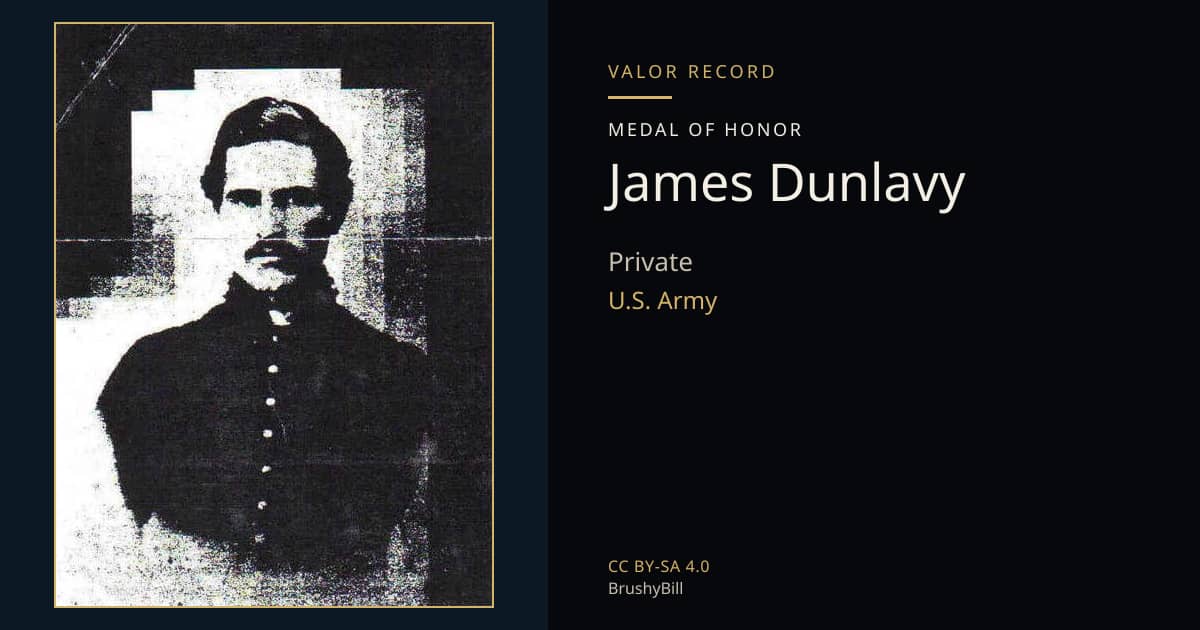 VALOR RECORD
MEDAL OF HONOR
James Dunlavy
Private
U.S. Army
CC BY-SA 4.0
BrushyBill